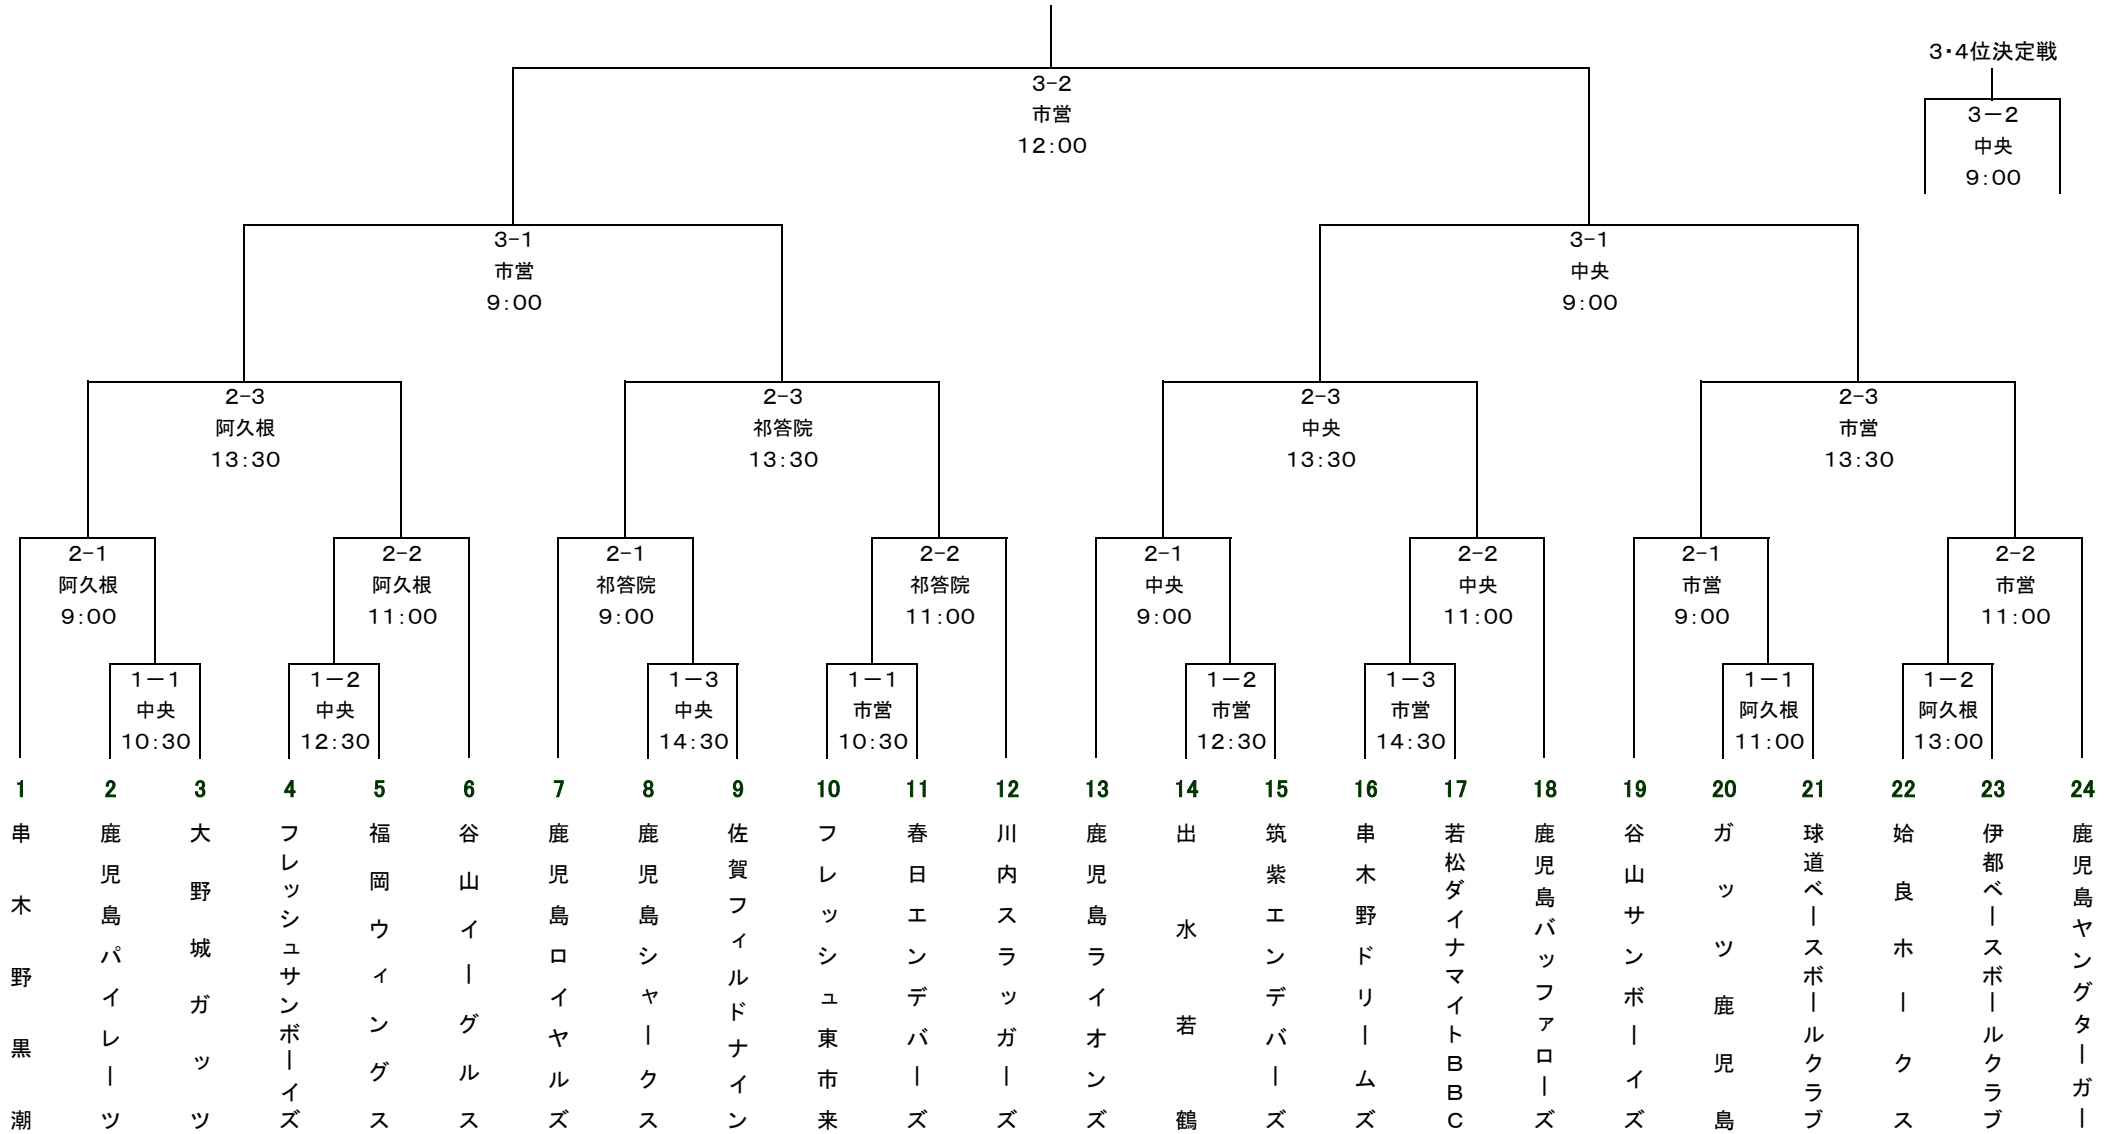 3・4位決定戦
3-2
市営
12:00
3－2
中央
9:00
3-1
市営
9:00
3-1
中央
9:00
2-3
阿久根
13:30
2-3
祁答院
13:30
2-3
中央
13:30
2-3
市営
13:30
2-1
阿久根
9:00
2-2
阿久根
11:00
2-1
祁答院
9:00
2-2
祁答院
11:00
2-1
中央
9:00
2-2
中央
11:00
2-1
市営
9:00
2-2
市営
11:00
1－1
中央
10:30
1－2
中央
12:30
1－3
中央
14:30
1－1
市営
10:30
1－2
市営
12:30
1－3
市営
14:30
1－1
阿久根
11:00
1－2
阿久根
13:00
1
串木野黒潮
2
鹿児島パイレーツ
3
大野城ガッツ
4
フレッシュサンボーイズ
5
福岡ウィングス
6
谷山イーグルス
7
鹿児島ロイヤルズ
8
鹿児島シャークス
9
佐賀フィルドナイン
10
フレッシュ東市来
11
春日エンデバーズ
12
川内スラッガーズ
13
鹿児島ライオンズ
14
出水若鶴
15
筑紫エンデバーズ
16
串木野ドリームズ
17
若松ダイナマイトBBC
18
鹿児島バッファローズ
19
谷山サンボーイズ
20
ガッツ鹿児島
21
球道ベースボールクラブ
22
姶良ホークス
23
伊都ベースボールクラブ
24
鹿児島ヤングターガー